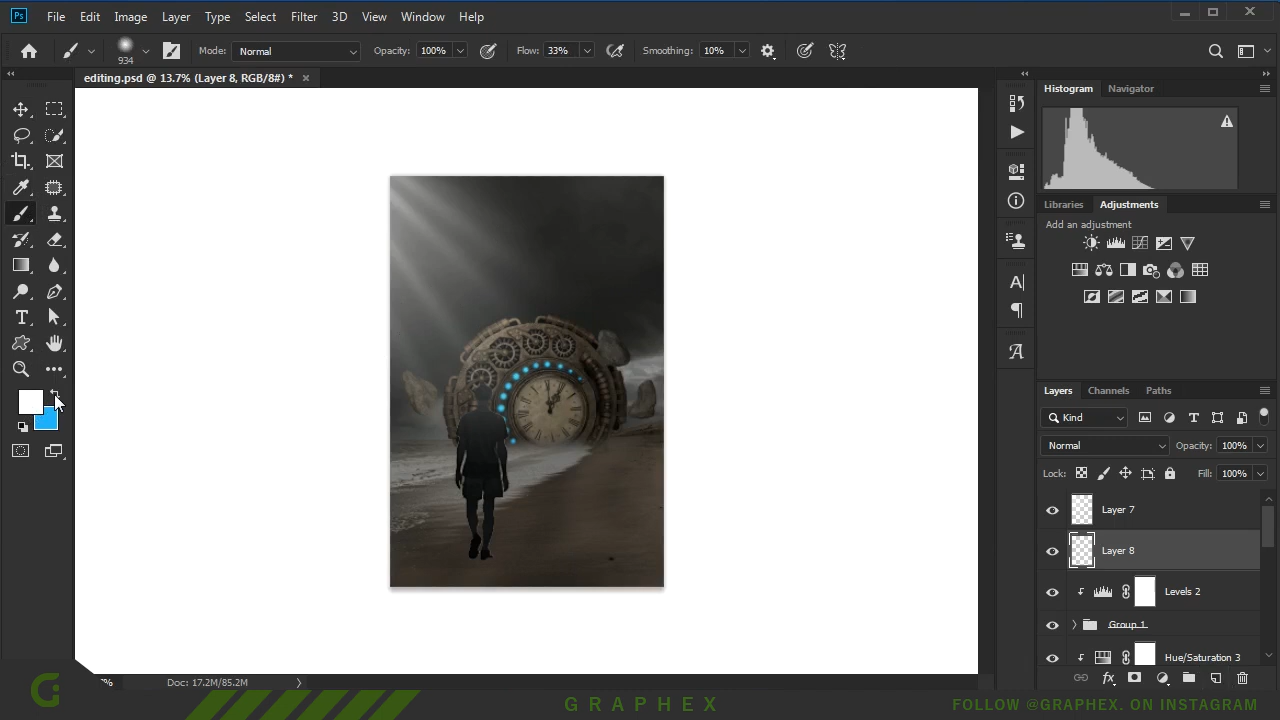 Ps File Edit Image Layer Type Select Filter 3D View Window Help
934 Mode: Normal Opacity: 100% Flow: 33% Smoothing: 10%
editing.psd @ 13.7% (Layer 8, RGB/8#) *
Histogram Navigator
Libraries Adjustments
Add an adjustment
Layers Channels Paths
Kind
Normal Opacity: 100%
Lock: Fill: 100%
Layer 7
Layer 8
Levels 2
Group 1
Hue/Saturation 3
% Doc: 17.2M/85.2M
GRAPHEX
FOLLOW @GRAPHEX. ON INSTAGRAM